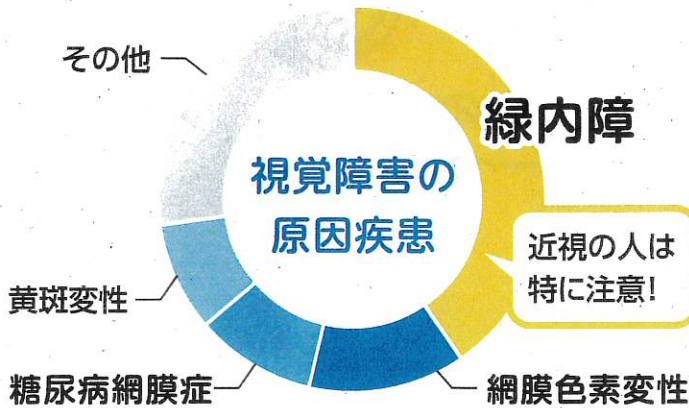 その他
緑内障
視覚障害の
原因疾患
近視の人は
特に注意!
黄斑変性
糖尿病網膜症
網膜色素変性